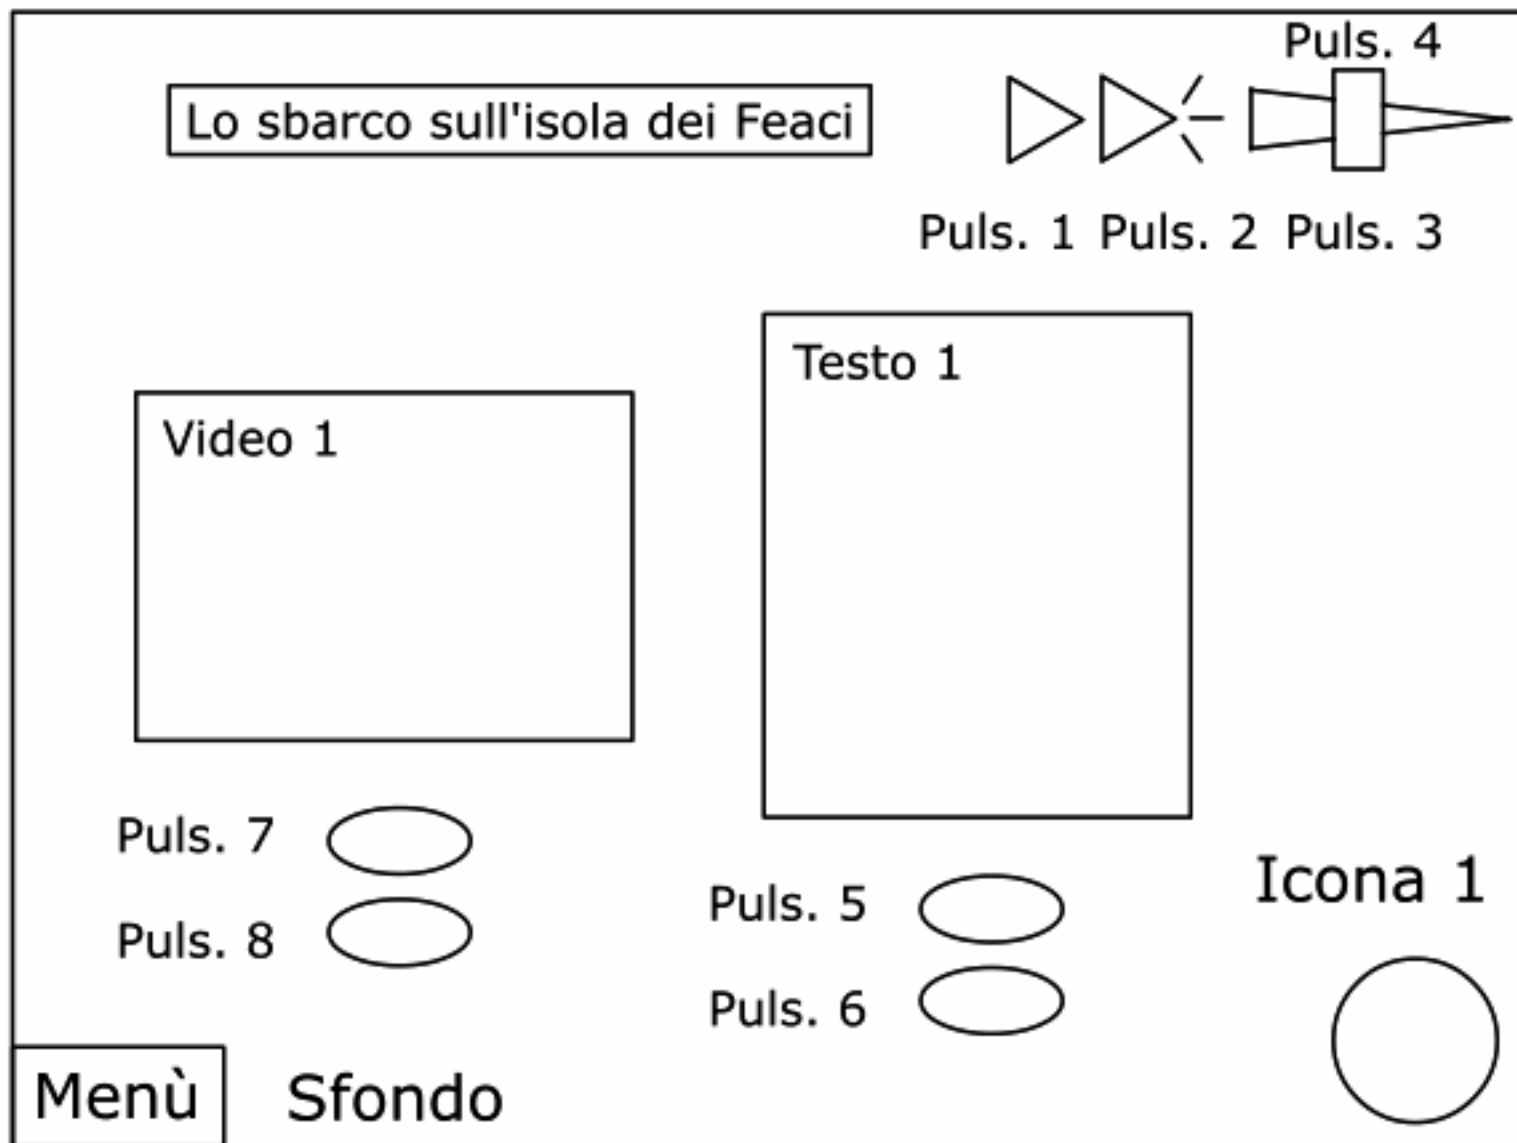 Puls. 4
Lo sbarco sull'isola dei Feaci
Puls. 1 Puls. 2 Puls. 3
Testo 1
Video 1
Puls. 7
Puls. 8
Puls. 5
Puls. 6
Icona 1
Menù
Sfondo